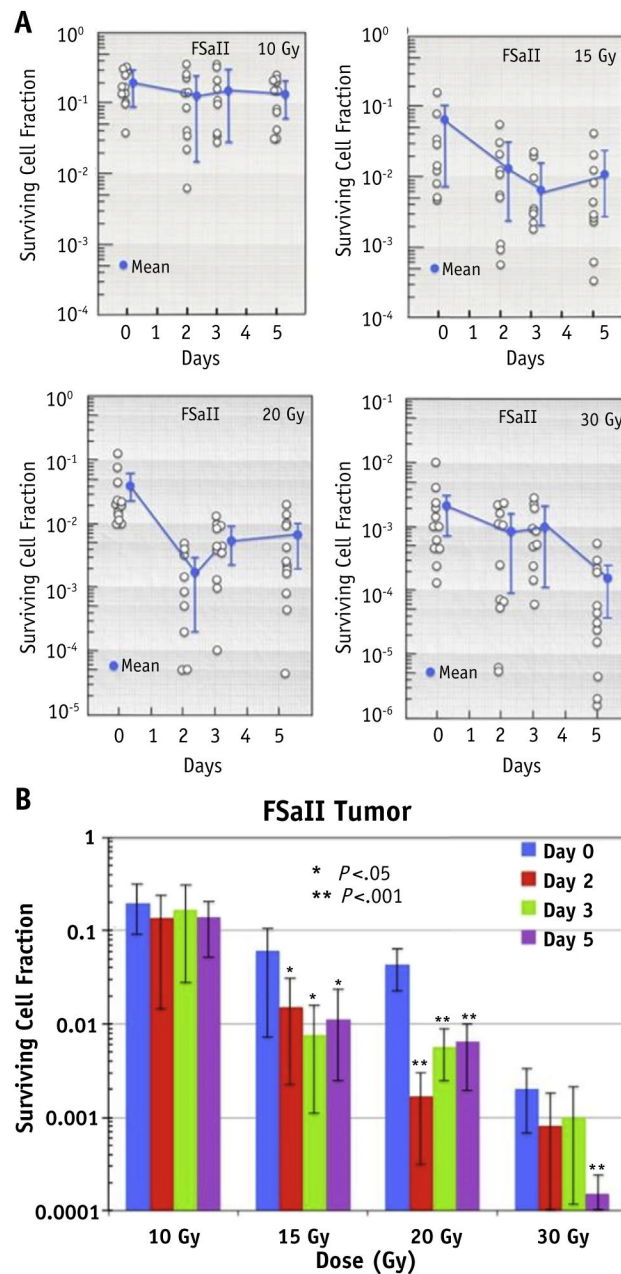 A
FSaII 10 Gy
10⁰
10⁻¹
10⁻²
10⁻³
10⁻⁴
Surviving Cell Fraction
Mean
0 1 2 3 4 5
Days
FSaII 15 Gy
10⁰
10⁻¹
10⁻²
10⁻³
10⁻⁴
Surviving Cell Fraction
Mean
0 1 2 3 4 5
Days
FSaII 20 Gy
10⁰
10⁻¹
10⁻²
10⁻³
10⁻⁴
10⁻⁵
Surviving Cell Fraction
Mean
0 1 2 3 4 5
Days
FSaII 30 Gy
10⁻¹
10⁻²
10⁻³
10⁻⁴
10⁻⁵
10⁻⁶
Surviving Cell Fraction
Mean
0 1 2 3 4 5
Days
B
FSaII Tumor
1
0.1
0.01
0.001
0.0001
Surviving Cell Fraction
* P<.05
** P<.001
Day 0
Day 2
Day 3
Day 5
* * *
** ** **
**
10 Gy 15 Gy 20 Gy 30 Gy
Dose (Gy)